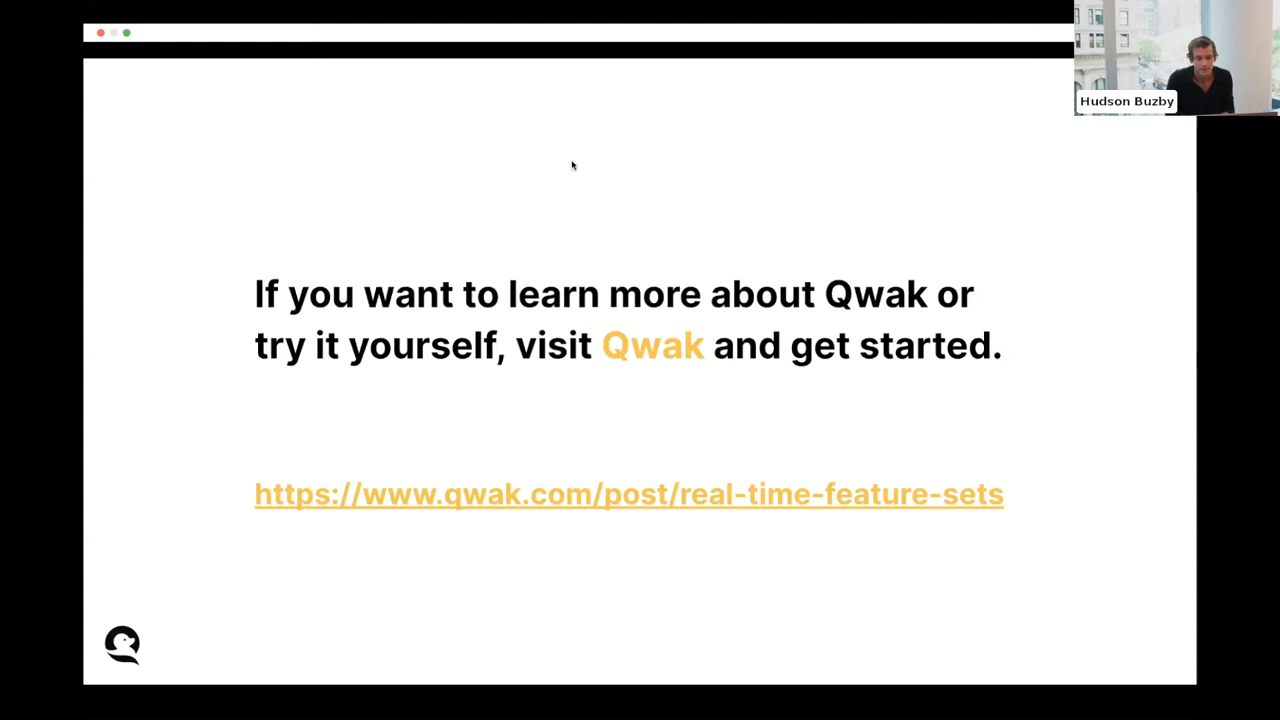 Hudson Buzby
If you want to learn more about Qwak or
try it yourself, visit Qwak and get started.
https://www.qwak.com/post/real-time-feature-sets